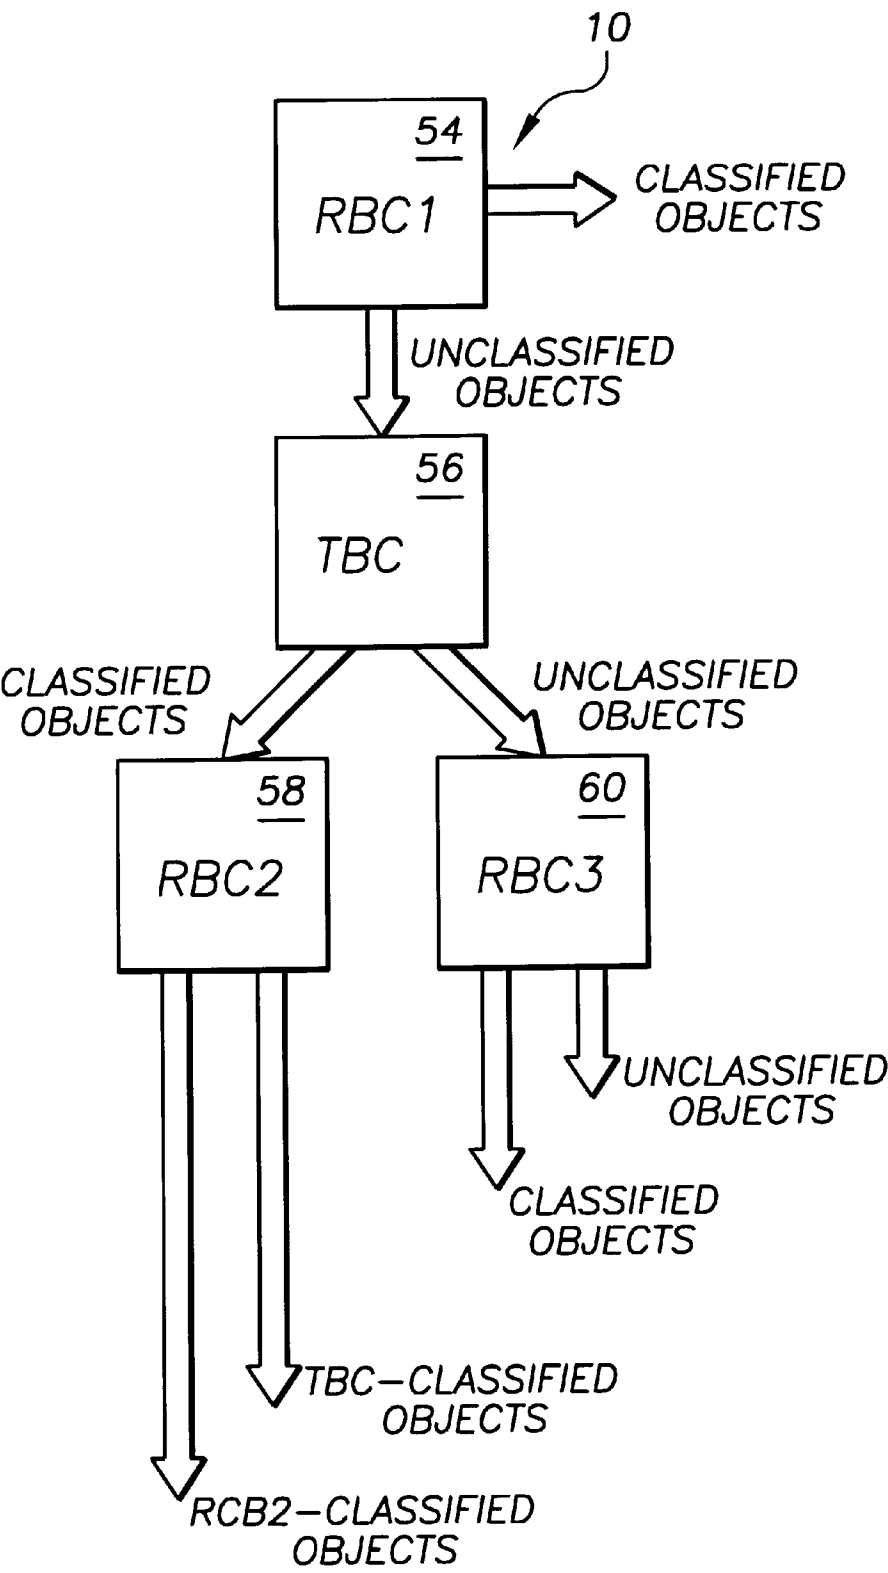 10
54
RBC1
CLASSIFIED
OBJECTS
UNCLASSIFIED
OBJECTS
56
TBC
CLASSIFIED
OBJECTS
UNCLASSIFIED
OBJECTS
58
RBC2
60
RBC3
UNCLASSIFIED
OBJECTS
CLASSIFIED
OBJECTS
TBC-CLASSIFIED
OBJECTS
RCB2-CLASSIFIED
OBJECTS